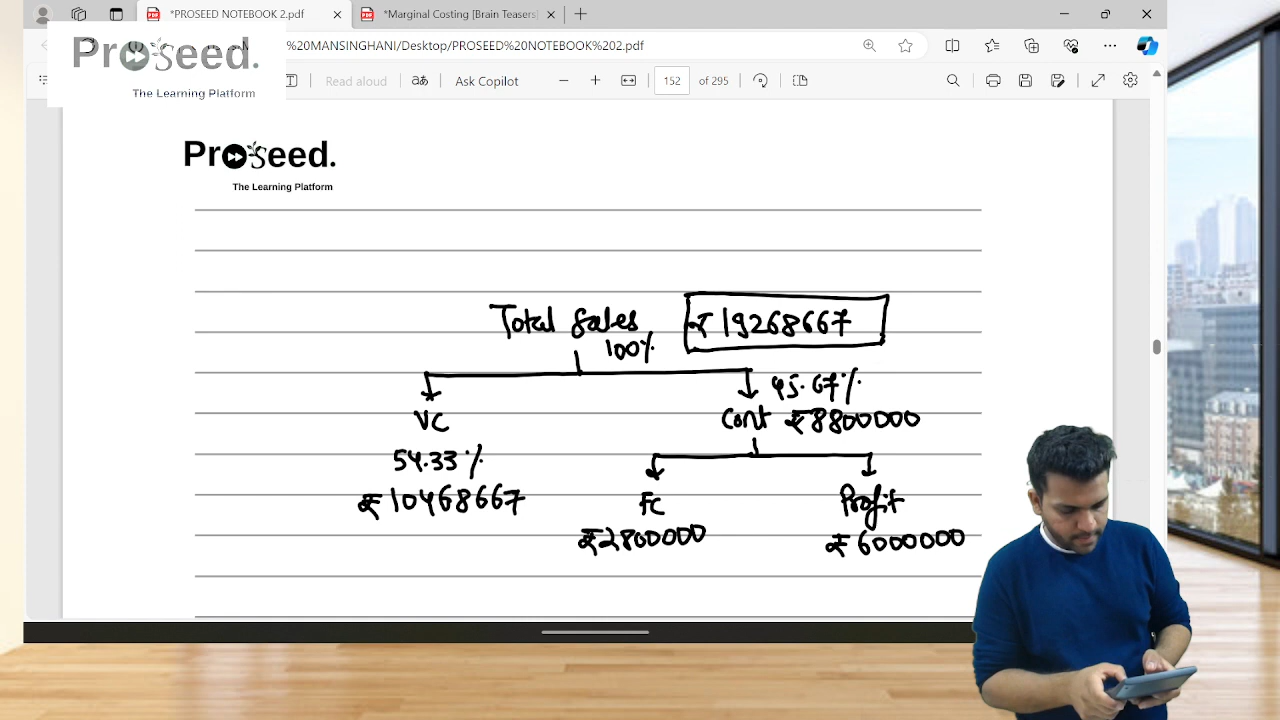 *PROSEED NOTEBOOK 2.pdf
*Marginal Costing [Brain Teasers]
%20MANSINGHANI/Desktop/PROSEED%20NOTEBOOK%202.pdf
Proseed.
The Learning Platform
Read aloud
aあ
Ask Copilot
152 of 295
Proseed.
The Learning Platform
Total Sales ₹19268667
100%
45.67%
VC
Cont ₹8800000
54.33%
₹10468667
FC
Profit
₹2800000
₹6000000